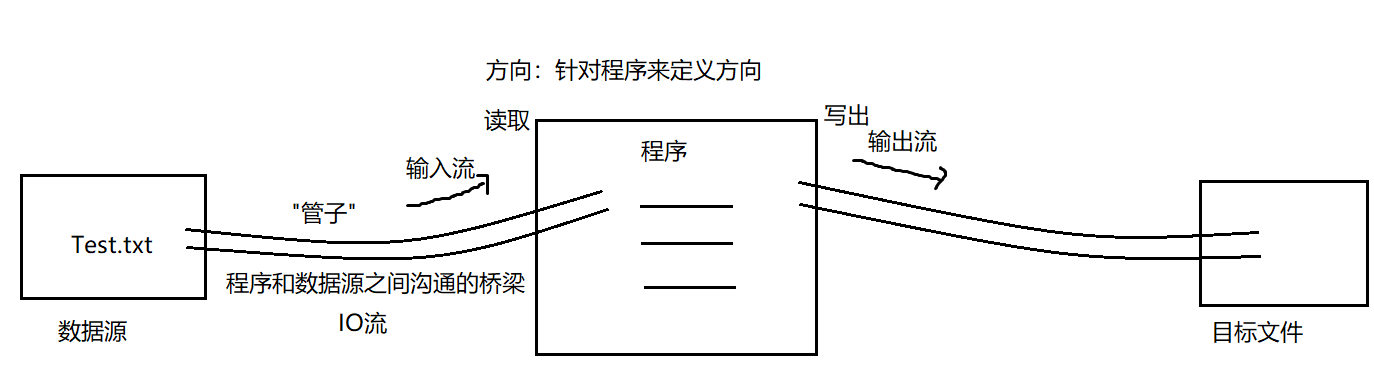 方向：针对程序来定义方向
读取
写出
程序
输出流
输入流
"管子"
Test.txt
程序和数据源之间沟通的桥梁
IO流
数据源
目标文件